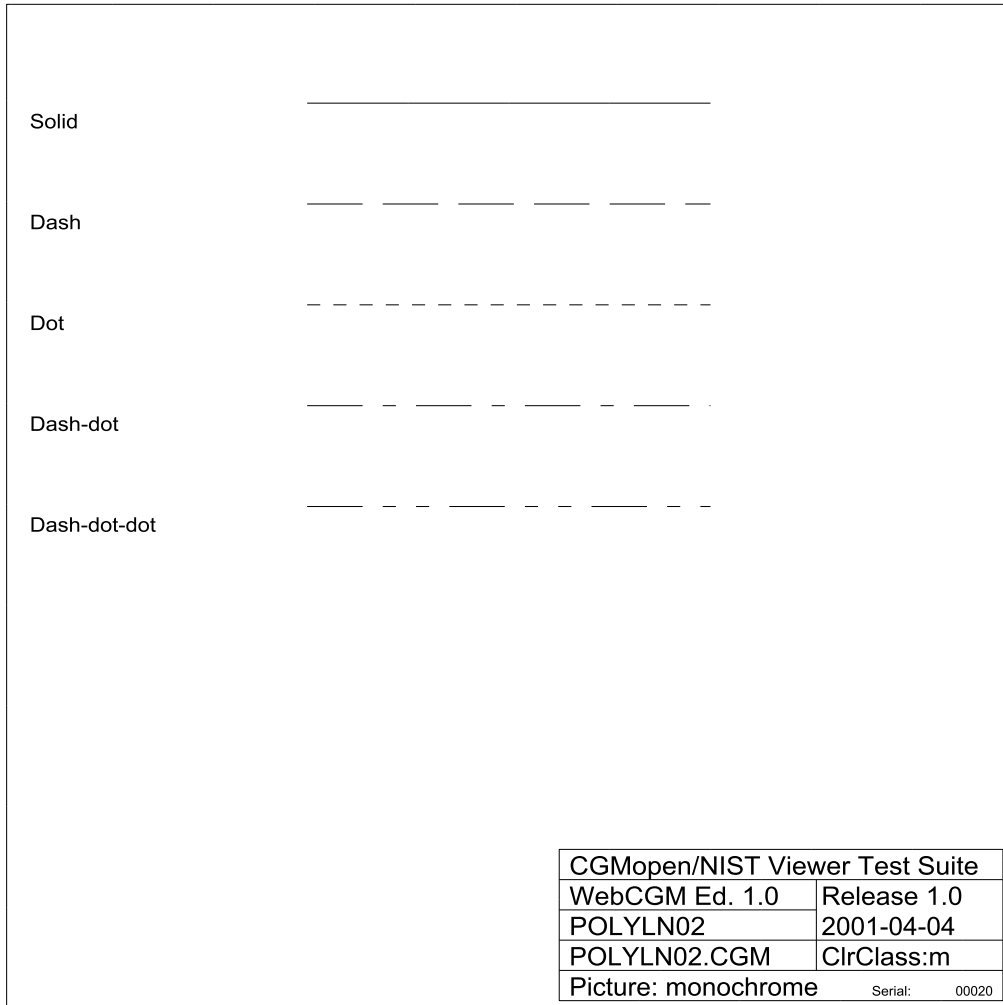 Solid
Dash
Dot
Dash-dot
Dash-dot-dot
CGMopen/NIST Viewer Test Suite
WebCGM Ed. 1.0 Release 1.0
POLYLN02 2001-04-04
POLYLN02.CGM ClrClass:m
Picture: monochrome Serial: 00020